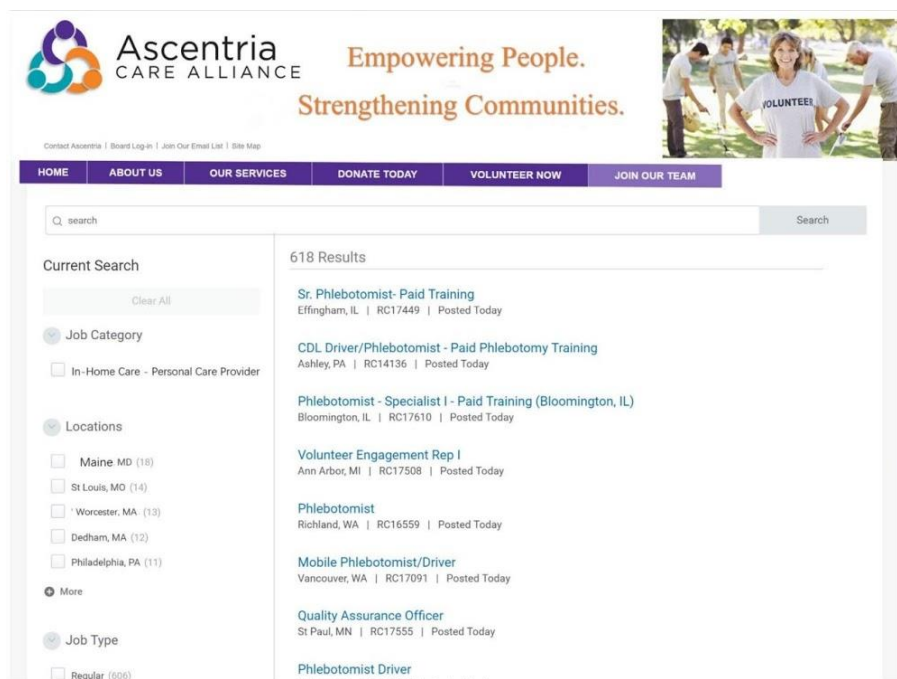 Ascentria
CARE ALLIANCE
Empowering People.
Strengthening Communities.
VOLUNTEER
Contact Ascentria | Board Log-in | Join Our Email List | Site Map
HOME ABOUT US OUR SERVICES DONATE TODAY VOLUNTEER NOW JOIN OUR TEAM
search Search
Current Search
Clear All
Job Category
In-Home Care - Personal Care Provider
Locations
Maine MD (18)
St Louis, MO (14)
' Worcester. MA (13)
Dedham, MA (12)
Philadelphia, PA (11)
More
Job Type
Regular (606)
618 Results
Sr. Phlebotomist- Paid Training
Effingham, IL | RC17449 | Posted Today
CDL Driver/Phlebotomist - Paid Phlebotomy Training
Ashley, PA | RC14136 | Posted Today
Phlebotomist - Specialist I - Paid Training (Bloomington, IL)
Bloomington, IL | RC17610 | Posted Today
Volunteer Engagement Rep I
Ann Arbor, MI | RC17508 | Posted Today
Phlebotomist
Richland, WA | RC16559 | Posted Today
Mobile Phlebotomist/Driver
Vancouver, WA | RC17091 | Posted Today
Quality Assurance Officer
St Paul, MN | RC17555 | Posted Today
Phlebotomist Driver